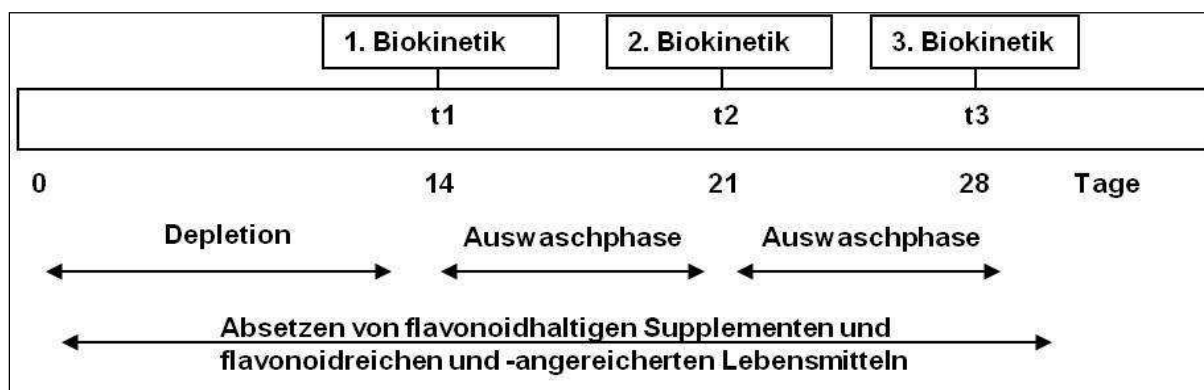 1. Biokinetik 2. Biokinetik 3. Biokinetik
t1 t2 t3
0 14 21 28 Tage
Depletion Auswaschphase Auswaschphase
Absetzen von flavonoidhaltigen Supplementen und
flavonoidreichen und -angereicherten Lebensmitteln